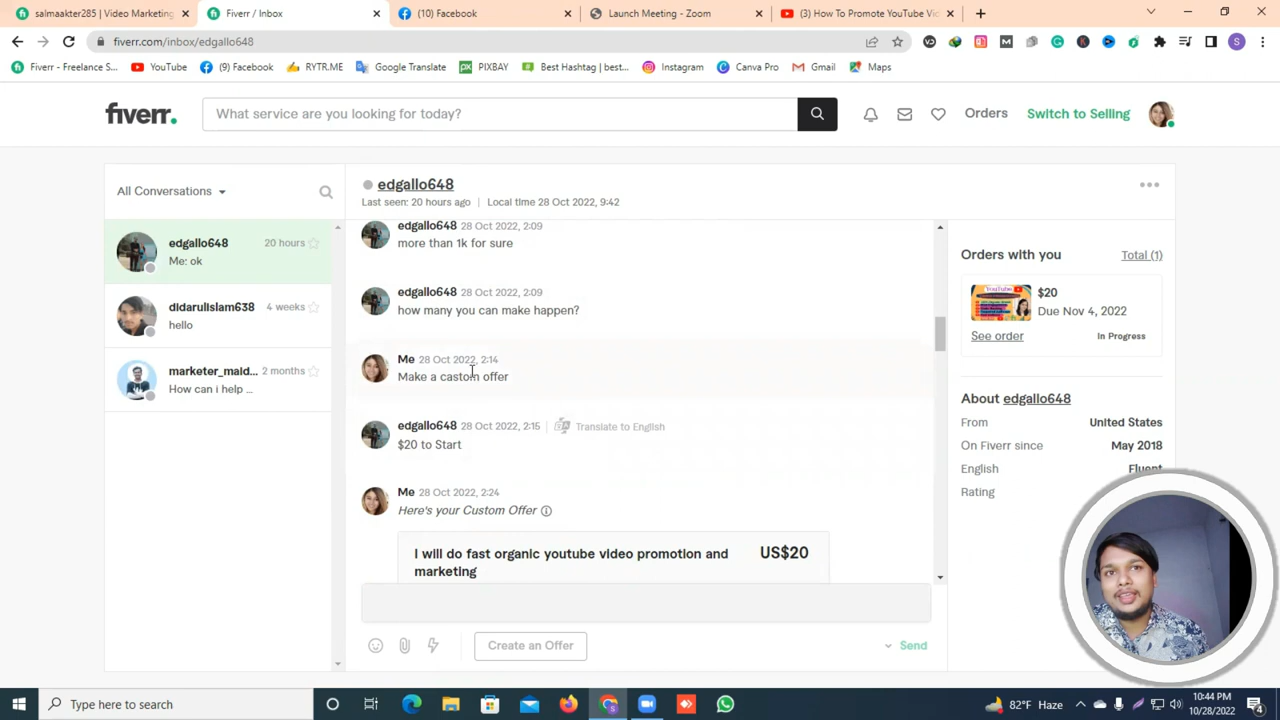 salmaakter285 | Video Marketing
Fiverr / Inbox
(10) Facebook
Launch Meeting - Zoom
(3) How To Promote YouTube Vid
fiverr.com/inbox/edgallo648
S
Fiverr - Freelance S...
YouTube
(9) Facebook
RYTR.ME
Google Translate
PIXBAY
Best Hashtag | best...
Instagram
Canva Pro
Gmail
Maps
fiverr.
What service are you looking for today?
Orders
Switch to Selling
All Conversations
edgallo648
Last seen: 20 hours ago | Local time 28 Oct 2022, 9:42
edgallo648
20 hours
Me: ok
didarulislam638
4 weeks
hello
marketer_maid...
2 months
How can i help ...
edgallo648 28 Oct 2022, 2:09
more than 1k for sure
edgallo648 28 Oct 2022, 2:09
how many you can make happen?
Me 28 Oct 2022, 2:14
Make a castom offer
edgallo648 28 Oct 2022, 2:15 | Translate to English
$20 to Start
Me 28 Oct 2022, 2:24
Here's your Custom Offer
I will do fast organic youtube video promotion and
marketing
US$20
Create an Offer
Send
Orders with you
Total (1)
YouTube
$20
Due Nov 4, 2022
See order
In Progress
About edgallo648
From United States
On Fiverr since May 2018
English Fluent
Rating
Type here to search
82°F Haze
10:44 PM
10/28/2022
4